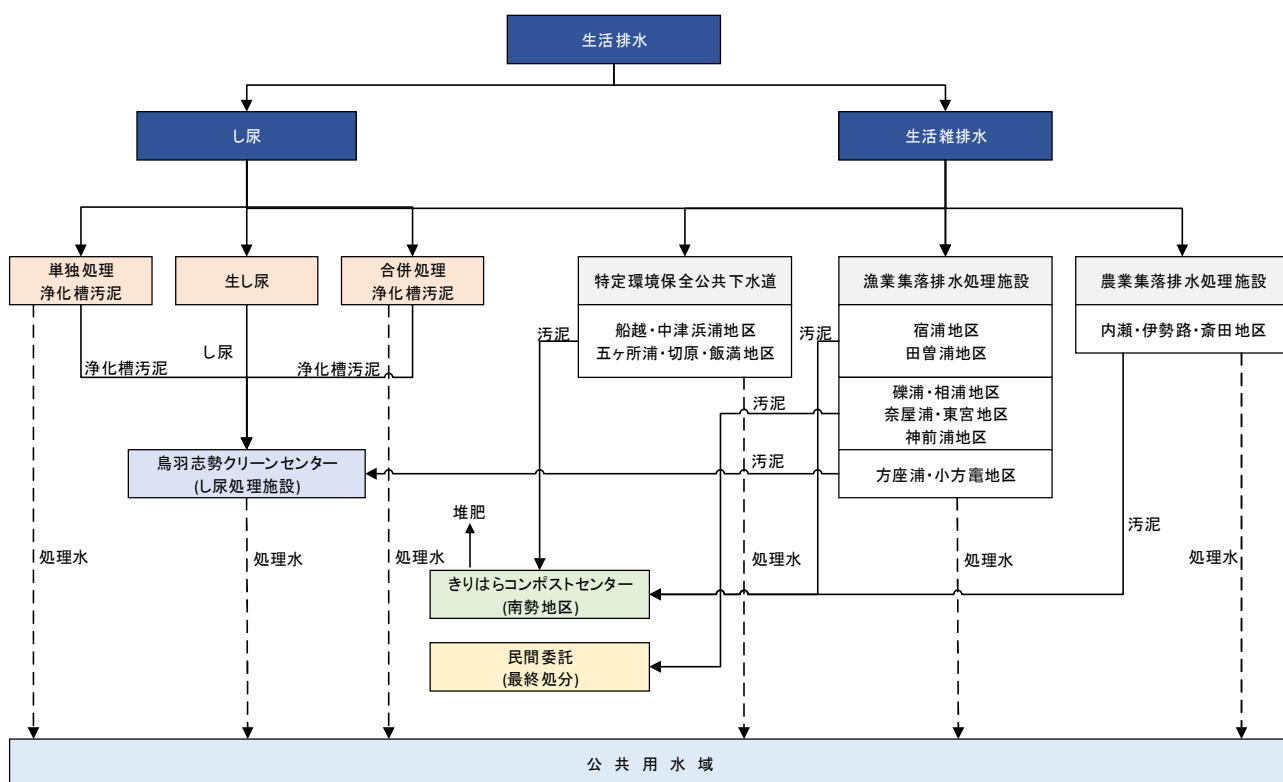 生活排水
し尿
生活雑排水
単独処理
浄化槽汚泥
生し尿
合併処理
浄化槽汚泥
特定環境保全公共下水道
船越・中津浜浦地区
五ヶ所浦・切原・飯満地区
漁業集落排水処理施設
宿浦地区
田曽浦地区
礫浦・相浦地区
奈屋浦・東宮地区
神前浦地区
方座浦・小方竈地区
農業集落排水処理施設
内瀬・伊勢路・斎田地区
浄化槽汚泥
し尿
浄化槽汚泥
汚泥
汚泥
汚泥
汚泥
汚泥
鳥羽志勢クリーンセンター
(し尿処理施設)
堆肥
きりはらコンポストセンター
(南勢地区)
民間委託
(最終処分)
処理水
処理水
処理水
処理水
処理水
処理水
公共用水域